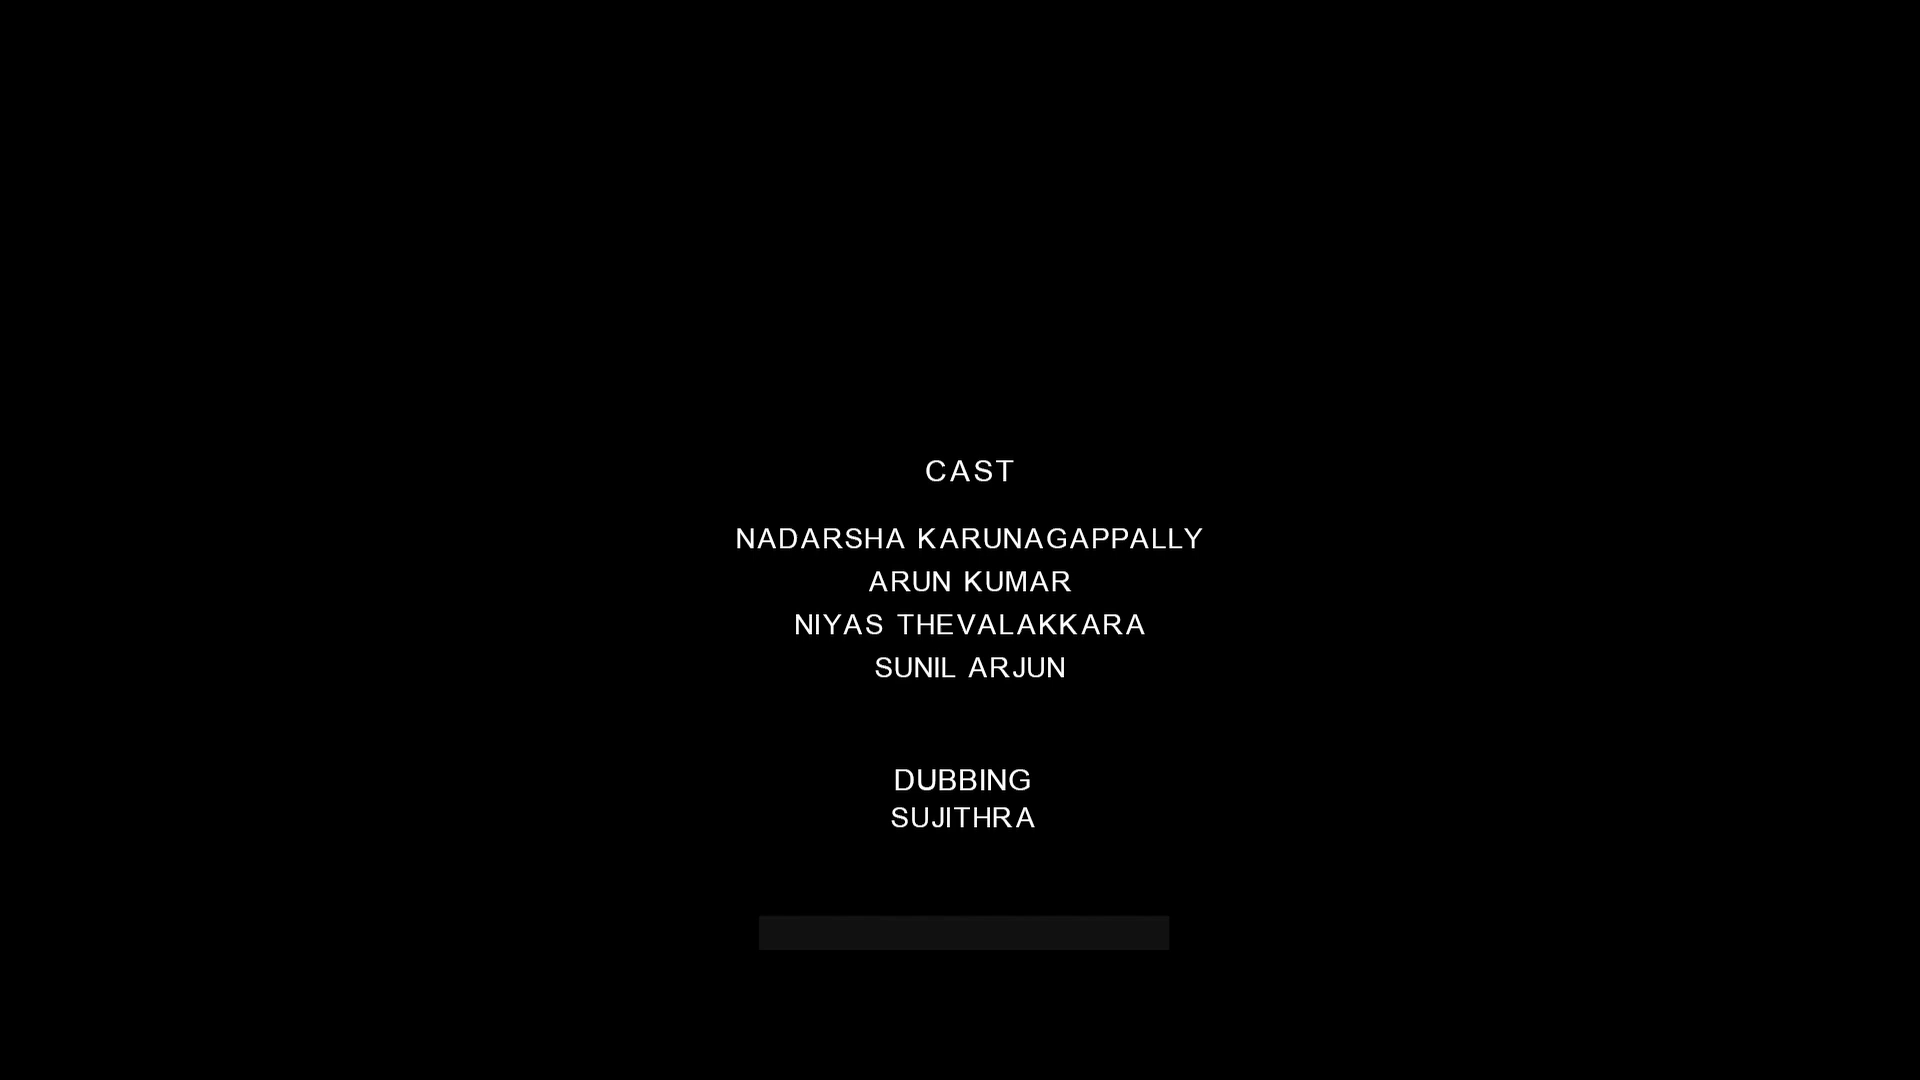 CAST
NADARSHA KARUNAGAPPALLY
ARUN KUMAR
NIYAS THEVALAKKARA
SUNIL ARJUN
DUBBING
SUJITHRA